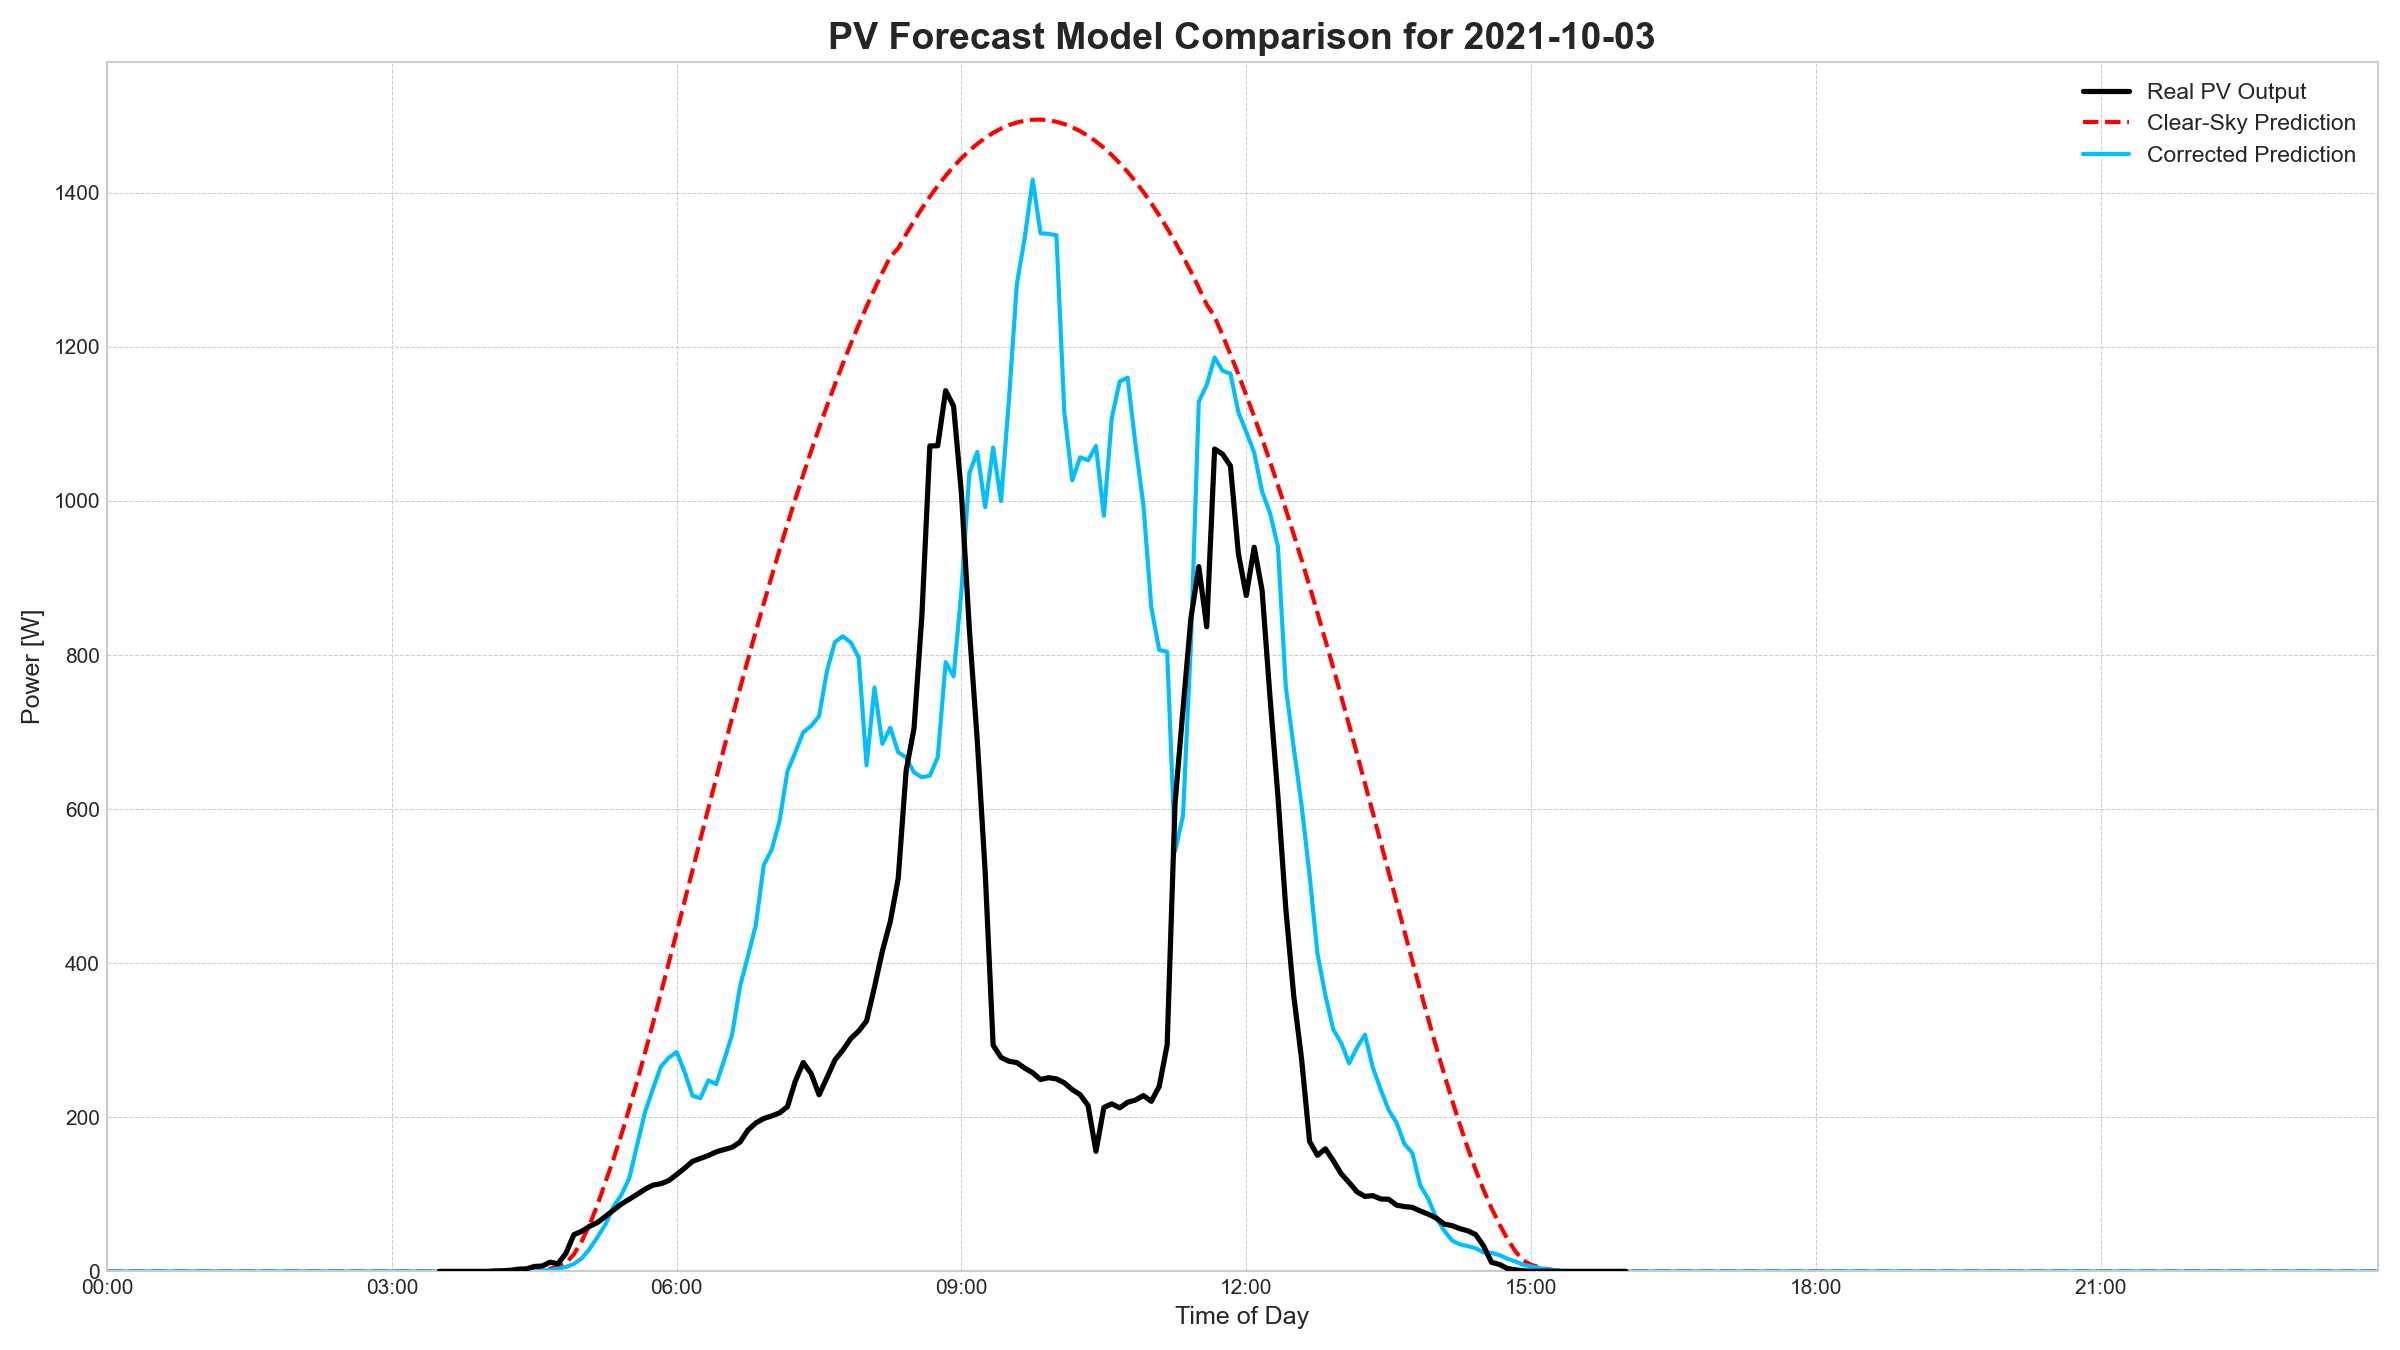 PV Forecast Model Comparison for 2021-10-03
Real PV Output
Clear-Sky Prediction
Corrected Prediction
Power [W]
1400
1200
1000
800
600
400
200
0
00:00 03:00 06:00 09:00 12:00 15:00 18:00 21:00
Time of Day